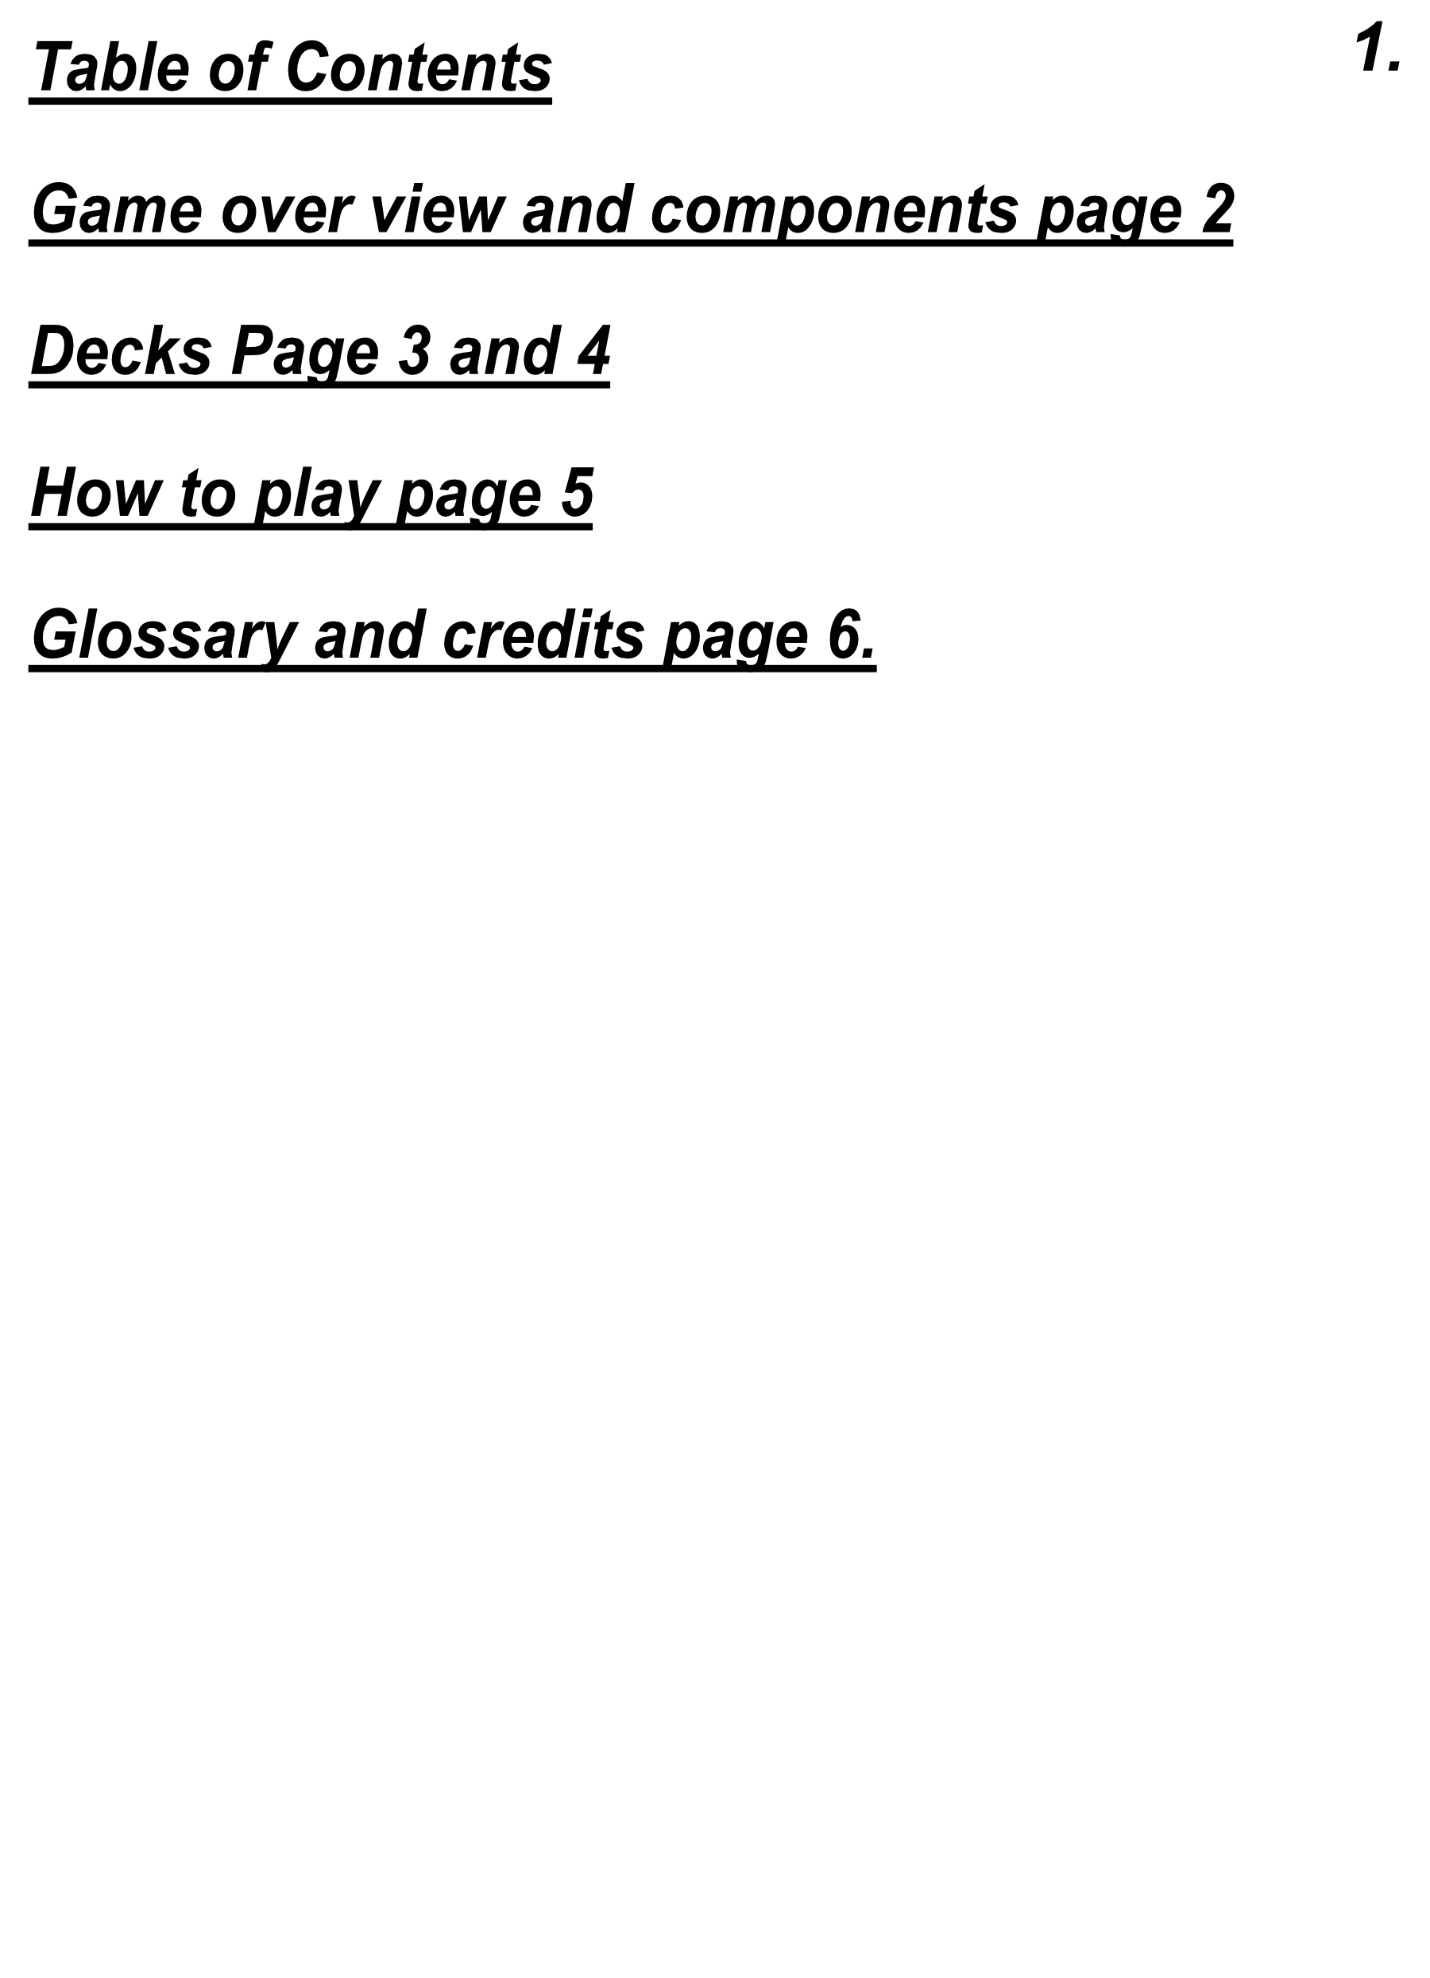 Table of Contents
1.
Game over view and components page 2
Decks Page 3 and 4
How to play page 5
Glossary and credits page 6.